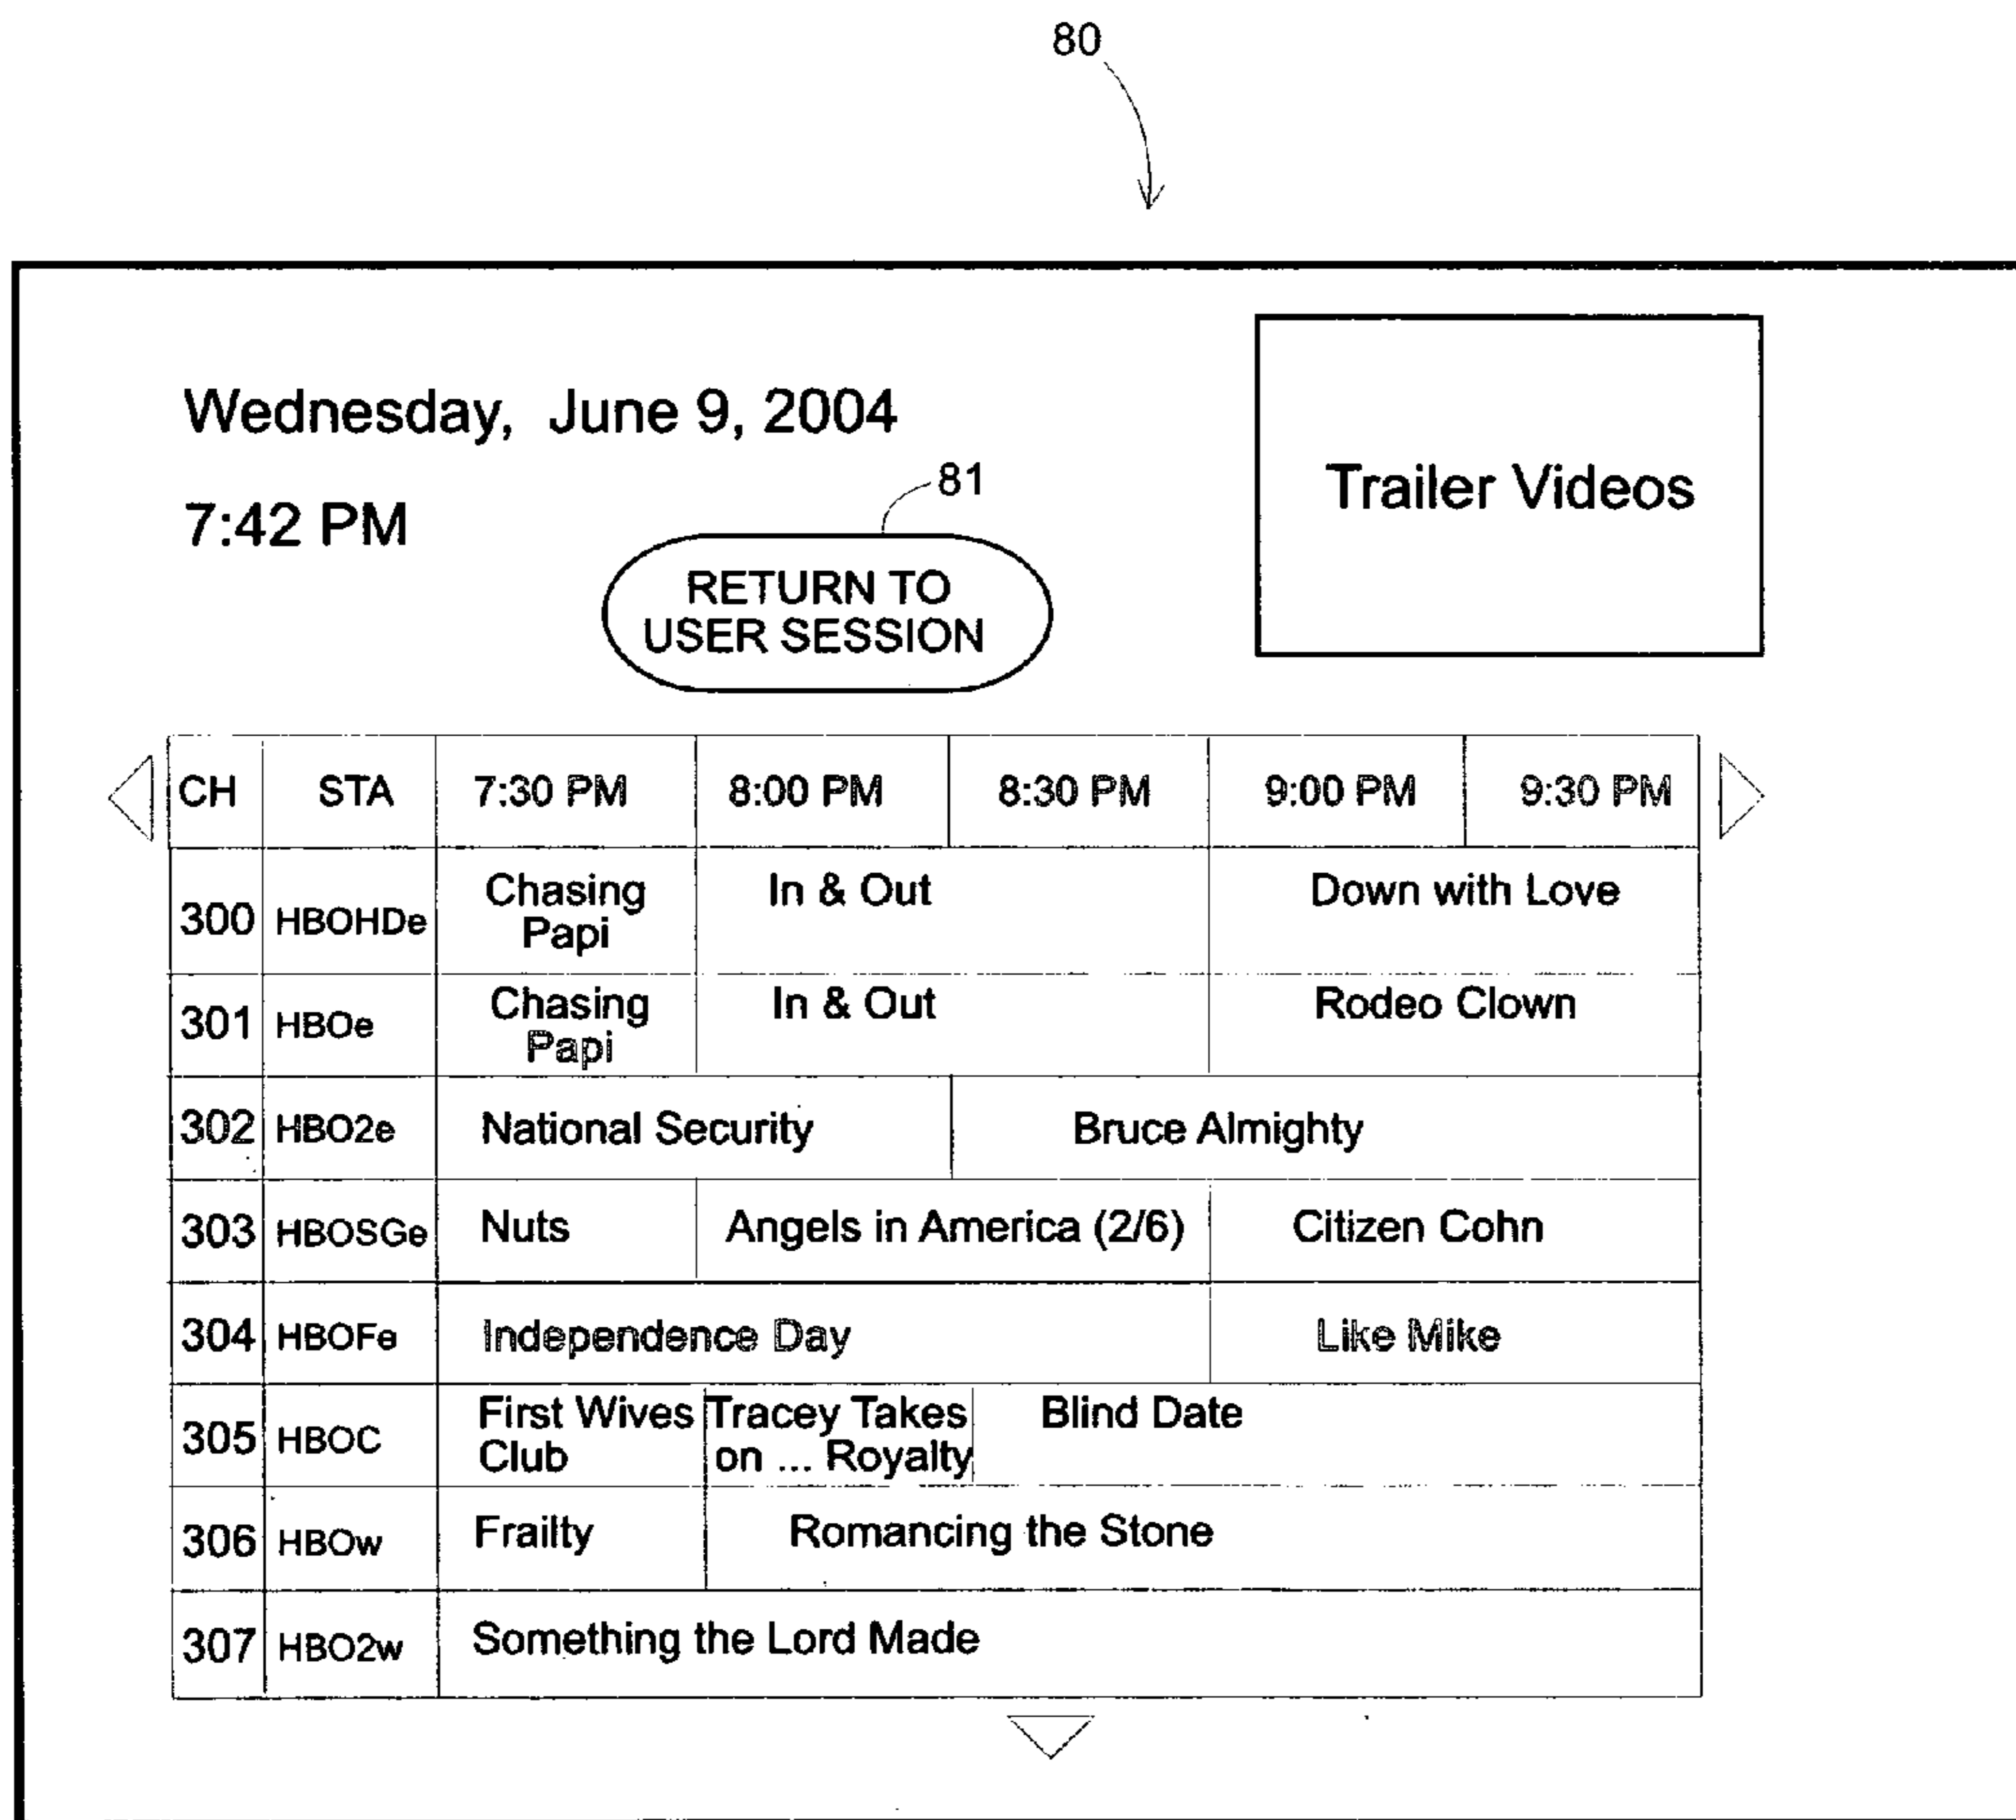 80
Wednesday, June 9, 2004
7:42 PM
81
RETURN TO
USER SESSION
Trailer Videos
CH STA 7:30 PM 8:00 PM 8:30 PM 9:00 PM 9:30 PM
300 HBOHDe Chasing Papi In & Out Down with Love
301 HBOe Chasing Papi In & Out Rodeo Clown
302 HBO2e National Security Bruce Almighty
303 HBOSGe Nuts Angels in America (2/6) Citizen Cohn
304 HBOFe Independence Day Like Mike
305 HBOC First Wives Club Tracey Takes on ... Royalty Blind Date
306 HBOw Frailty Romancing the Stone
307 HBO2w Something the Lord Made